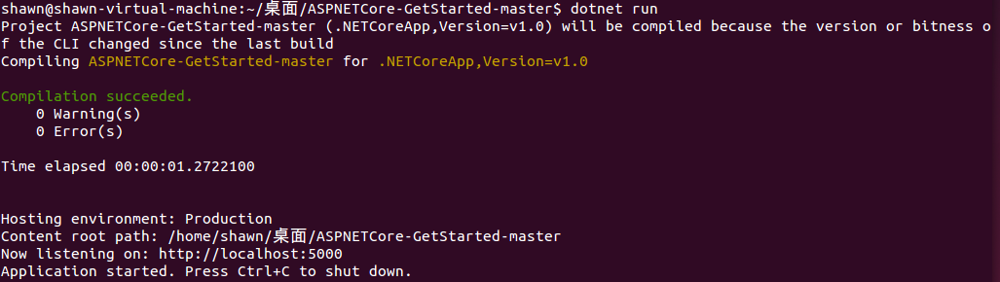 shawn@shawn-virtual-machine:~/桌面/ASPNETCore-GetStarted-master$ dotnet run
Project ASPNETCore-GetStarted-master (.NETCoreApp,Version=v1.0) will be compiled because the version or bitness o
f the CLI changed since the last build
Compiling ASPNETCore-GetStarted-master for .NETCoreApp,Version=v1.0
Compilation succeeded.
    0 Warning(s)
    0 Error(s)
Time elapsed 00:00:01.2722100
Hosting environment: Production
Content root path: /home/shawn/桌面/ASPNETCore-GetStarted-master
Now listening on: http://localhost:5000
Application started. Press Ctrl+C to shut down.